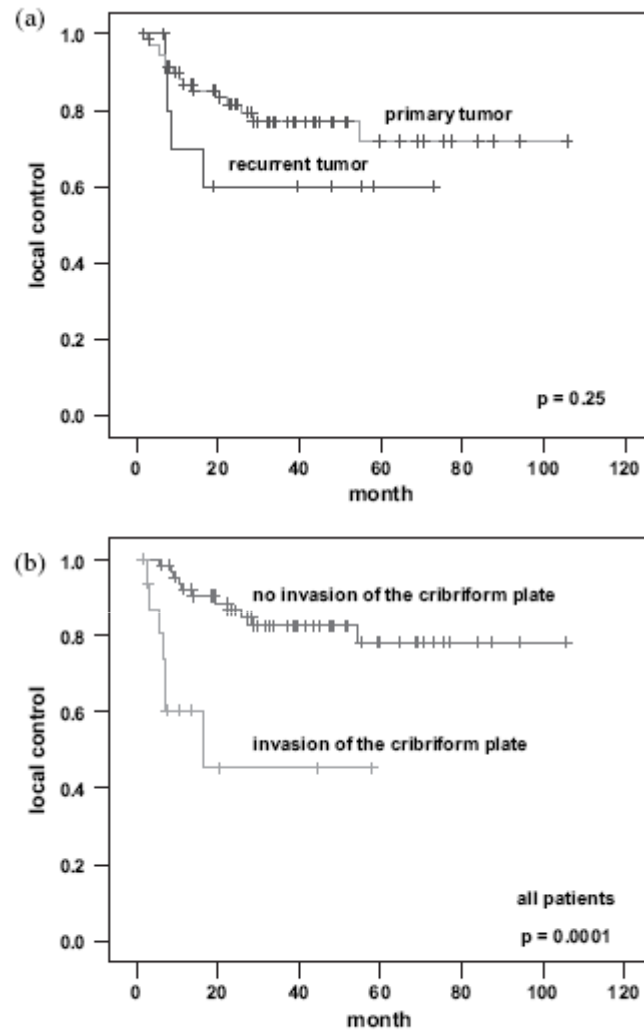 (a)
1.0
0.8
0.6
0.4
0.2
0.0
local control
primary tumor
recurrent tumor
p = 0.25
0 20 40 60 80 100 120
month
(b)
1.0
0.8
0.6
0.4
0.2
0.0
local control
no invasion of the cribriform plate
invasion of the cribriform plate
all patients
p = 0.0001
0 20 40 60 80 100 120
month